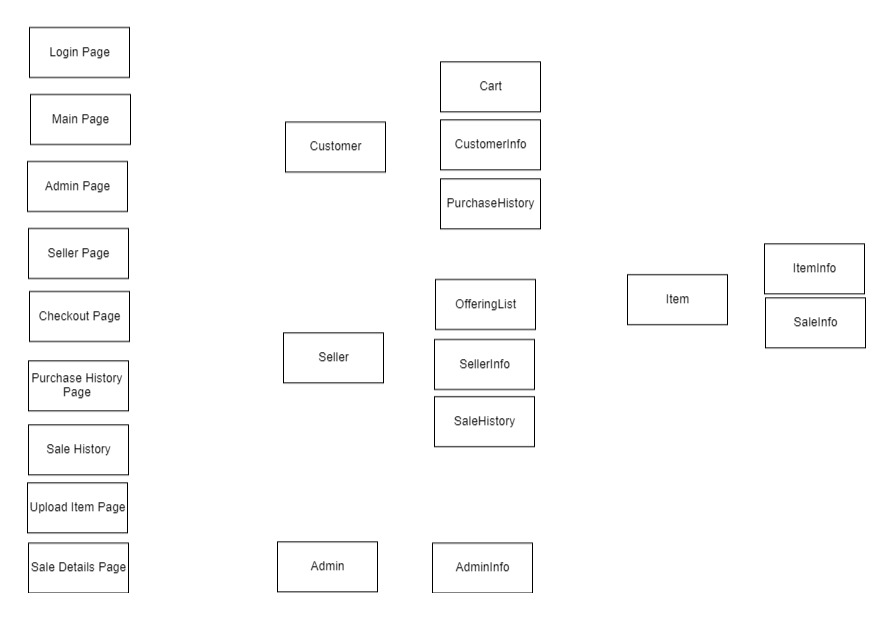 Login Page
Main Page
Admin Page
Seller Page
Checkout Page
Purchase History
Page
Sale History
Upload Item Page
Sale Details Page
Customer
Seller
Admin
Cart
CustomerInfo
PurchaseHistory
OfferingList
SellerInfo
SaleHistory
AdminInfo
Item
ItemInfo
SaleInfo